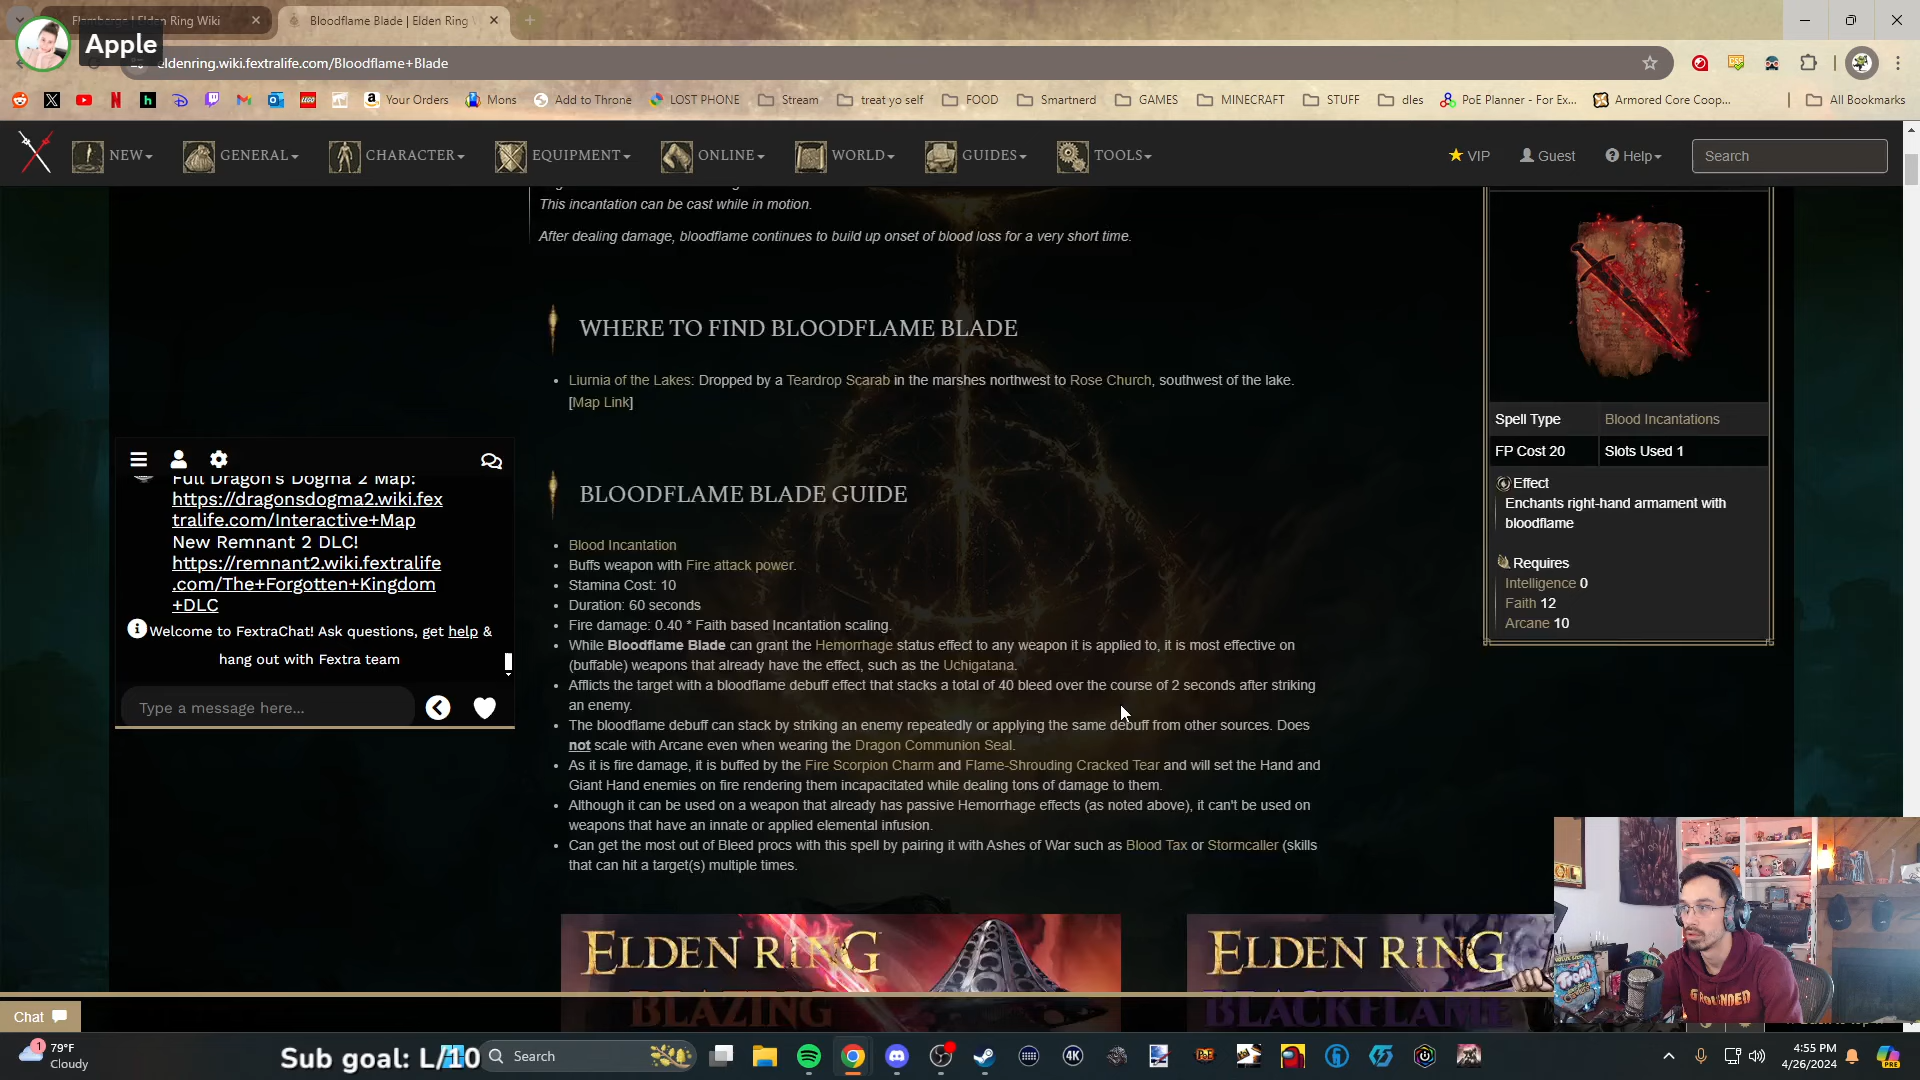 Flamberge | Elden Ring Wiki
Bloodflame Blade | Elden Ring W
Apple
eldenring.wiki.fextralife.com/Bloodflame+Blade
Your Orders
Mons
Add to Throne
LOST PHONE
Stream
treat yo self
FOOD
Smartnerd
GAMES
MINECRAFT
STUFF
dles
PoE Planner - For Ex...
Armored Core Coop...
All Bookmarks
NEW
GENERAL
CHARACTER
EQUIPMENT
ONLINE
WORLD
GUIDES
TOOLS
VIP
Guest
Help
Search
This incantation can be cast while in motion.
After dealing damage, bloodflame continues to build up onset of blood loss for a very short time.
WHERE TO FIND BLOODFLAME BLADE
• Liurnia of the Lakes: Dropped by a Teardrop Scarab in the marshes northwest to Rose Church, southwest of the lake.
[Map Link]
BLOODFLAME BLADE GUIDE
• Blood Incantation
• Buffs weapon with Fire attack power.
• Stamina Cost: 10
• Duration: 60 seconds
• Fire damage: 0.40 * Faith based Incantation scaling.
• While Bloodflame Blade can grant the Hemorrhage status effect to any weapon it is applied to, it is most effective on
(buffable) weapons that already have the effect, such as the Uchigatana.
• Afflicts the target with a bloodflame debuff effect that stacks a total of 40 bleed over the course of 2 seconds after striking
an enemy.
• The bloodflame debuff can stack by striking an enemy repeatedly or applying the same debuff from other sources. Does
not scale with Arcane even when wearing the Dragon Communion Seal.
• As it is fire damage, it is buffed by the Fire Scorpion Charm and Flame-Shrouding Cracked Tear and will set the Hand and
Giant Hand enemies on fire rendering them incapacitated while dealing tons of damage to them.
• Although it can be used on a weapon that already has passive Hemorrhage effects (as noted above), it can't be used on
weapons that have an innate or applied elemental infusion.
• Can get the most out of Bleed procs with this spell by pairing it with Ashes of War such as Blood Tax or Stormcaller (skills
that can hit a target(s) multiple times.
Spell Type
Blood Incantations
FP Cost 20
Slots Used 1
Effect
Enchants right-hand armament with
bloodflame
Requires
Intelligence 0
Faith 12
Arcane 10
Full Dragon's Dogma 2 Map:
https://dragonsdogma2.wiki.fex
tralife.com/Interactive+Map
New Remnant 2 DLC!
https://remnant2.wiki.fextralife
.com/The+Forgotten+Kingdom
+DLC
Welcome to FextraChat! Ask questions, get help &
hang out with Fextra team
Type a message here...
ELDEN RING
BLAZING
ELDEN RING
BLACKFLAME
GROUNDED
Chat
79°F
Cloudy
Sub goal: L/10
Search
4K
4:55 PM
4/26/2024